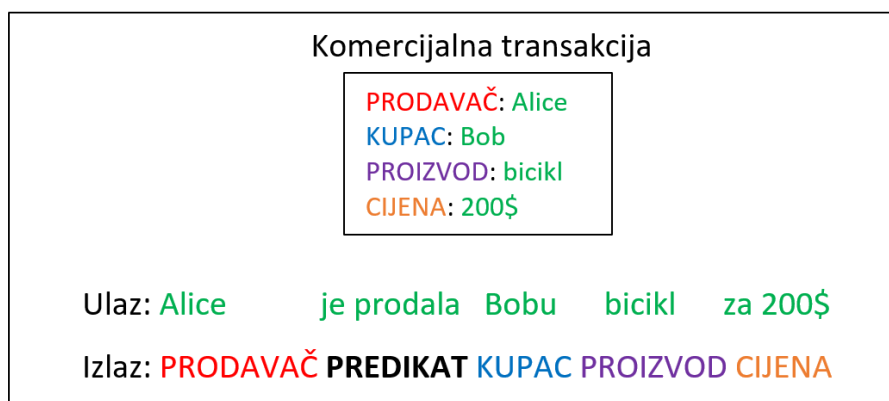 Komercijalna transakcija
PRODAVAČ: Alice
KUPAC: Bob
PROIZVOD: bicikl
CIJENA: 200$
Ulaz: Alice je prodala Bobu bicikl za 200$
Izlaz: PRODAVAČ PREDIKAT KUPAC PROIZVOD CIJENA